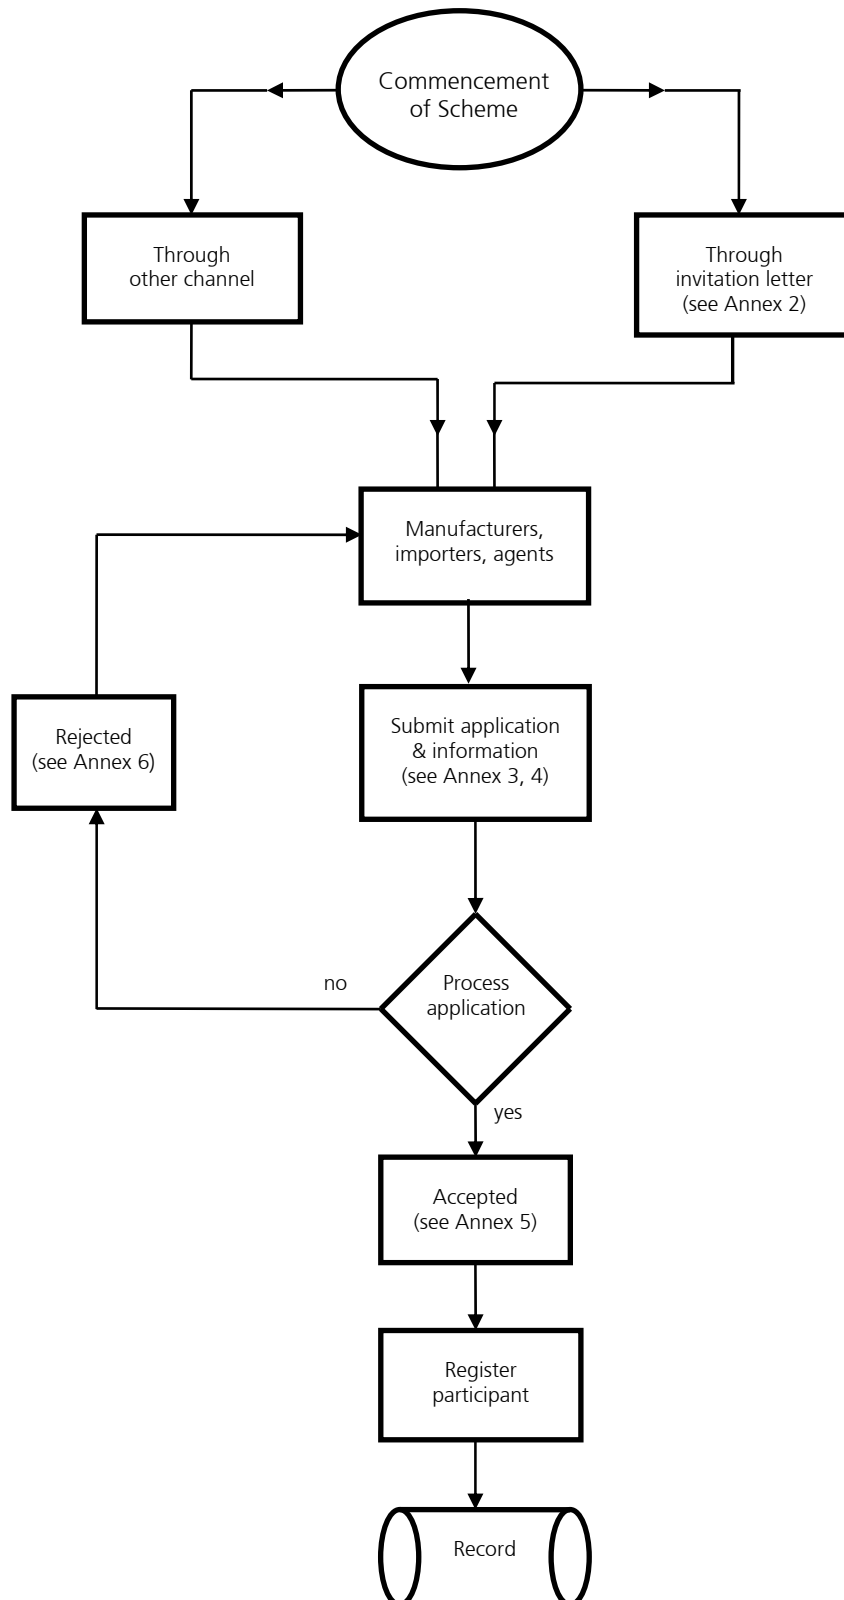 Commencement
of Scheme
Through
other channel
Through
invitation letter
(see Annex 2)
Manufacturers,
importers, agents
Rejected
(see Annex 6)
Submit application
& information
(see Annex 3, 4)
no
Process
application
yes
Accepted
(see Annex 5)
Register
participant
Record